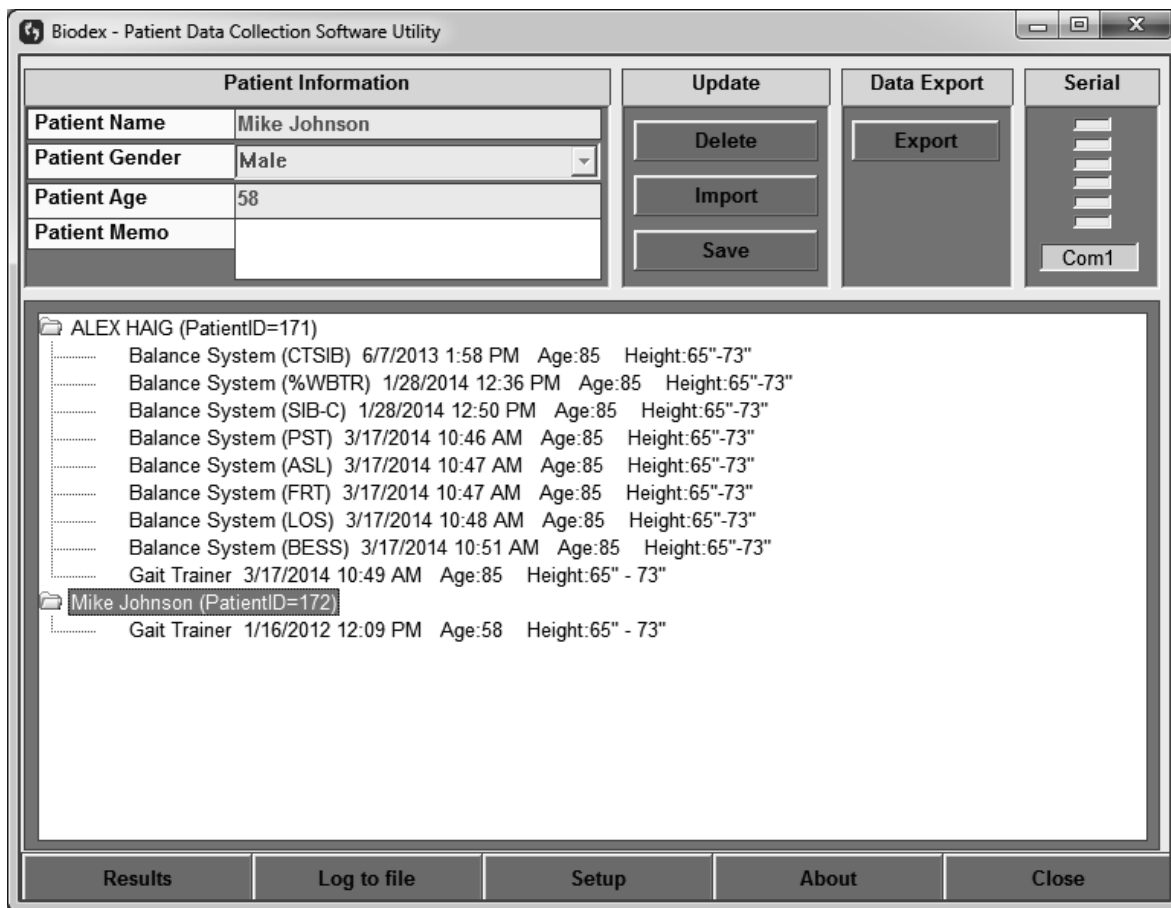 Biodex - Patient Data Collection Software Utility
Patient Information
Update
Data Export
Serial
Patient Name Mike Johnson
Patient Gender Male
Patient Age 58
Patient Memo
Delete
Import
Save
Export
Com1
ALEX HAIG (PatientID=171)
Balance System (CTSIB) 6/7/2013 1:58 PM Age:85 Height:65"-73"
Balance System (%WBTR) 1/28/2014 12:36 PM Age:85 Height:65"-73"
Balance System (SIB-C) 1/28/2014 12:50 PM Age:85 Height:65"-73"
Balance System (PST) 3/17/2014 10:46 AM Age:85 Height:65"-73"
Balance System (ASL) 3/17/2014 10:47 AM Age:85 Height:65"-73"
Balance System (FRT) 3/17/2014 10:47 AM Age:85 Height:65"-73"
Balance System (LOS) 3/17/2014 10:48 AM Age:85 Height:65"-73"
Balance System (BESS) 3/17/2014 10:51 AM Age:85 Height:65"-73"
Gait Trainer 3/17/2014 10:49 AM Age:85 Height:65" - 73"
Mike Johnson (PatientID=172)
Gait Trainer 1/16/2012 12:09 PM Age:58 Height:65" - 73"
Results
Log to file
Setup
About
Close